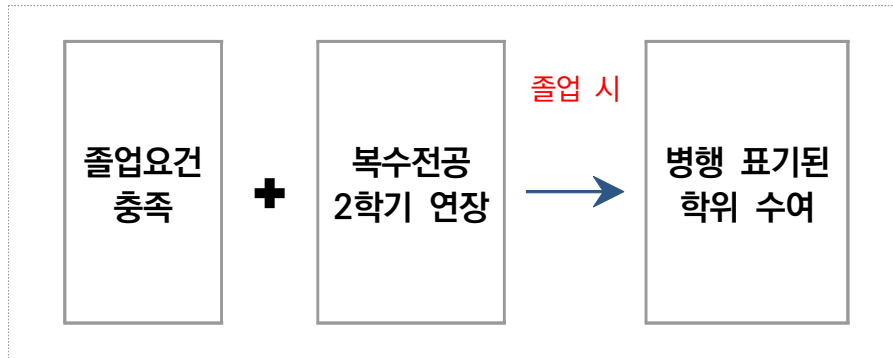 졸업요건
충족
복수전공
2학기 연장
졸업 시
병행 표기된
학위 수여